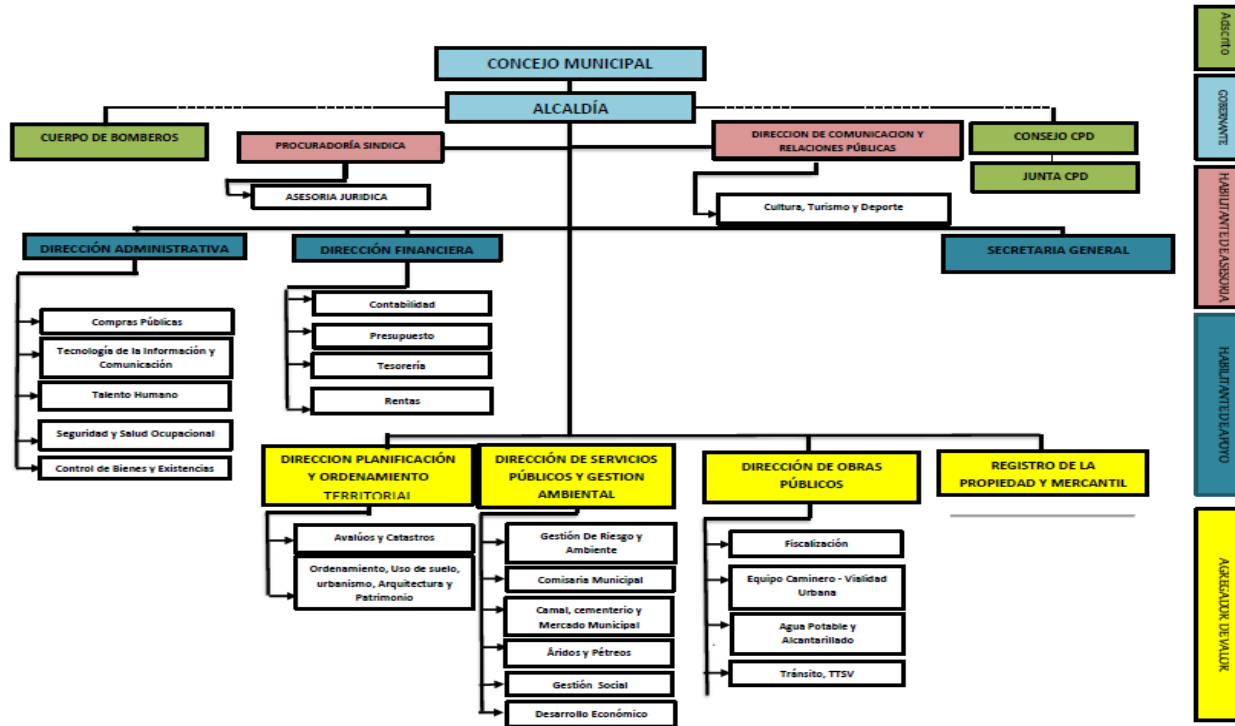 CONCEJO MUNICIPAL
ALCALDÍA
CUERPO DE BOMBEROS
PROCURADORÍA SINDICA
ASESORIA JURIDICA
DIRECCION DE COMUNICACION Y
RELACIONES PÚBLICAS
Cultura, Turismo y Deporte
CONSEJO CPD
JUNTA CPD
DIRECCIÓN ADMINISTRATIVA
Compras Públicas
Tecnología de la Información y
Comunicación
Talento Humano
Seguridad y Salud Ocupacional
Control de Bienes y Existencias
DIRECCIÓN FINANCIERA
Contabilidad
Presupuesto
Tesorería
Rentas
SECRETARIA GENERAL
DIRECCION PLANIFICACIÓN
Y ORDENAMIENTO
TERRITORIAL
Avalúos y Catastros
Ordenamiento, Uso de suelo,
urbanismo, Arquitectura y
Patrimonio
DIRECCIÓN DE SERVICIOS
PÚBLICOS Y GESTION
AMBIENTAL
Gestión De Riesgo y
Ambiente
Comisaria Municipal
Camal, cementerio y
Mercado Municipal
Áridos y Pétreos
Gestión Social
Desarrollo Económico
DIRECCIÓN DE OBRAS
PÚBLICOS
Fiscalización
Equipo Caminero - Vialidad
Urbana
Agua Potable y
Alcantarillado
Tránsito, TTSV
REGISTRO DE LA
PROPIEDAD Y MERCANTIL
Adscrito
GOBERNANTE
HABILITANTE DE ASESORIA
HABILITANTE DE APOYO
AGREGADOR DE VALOR